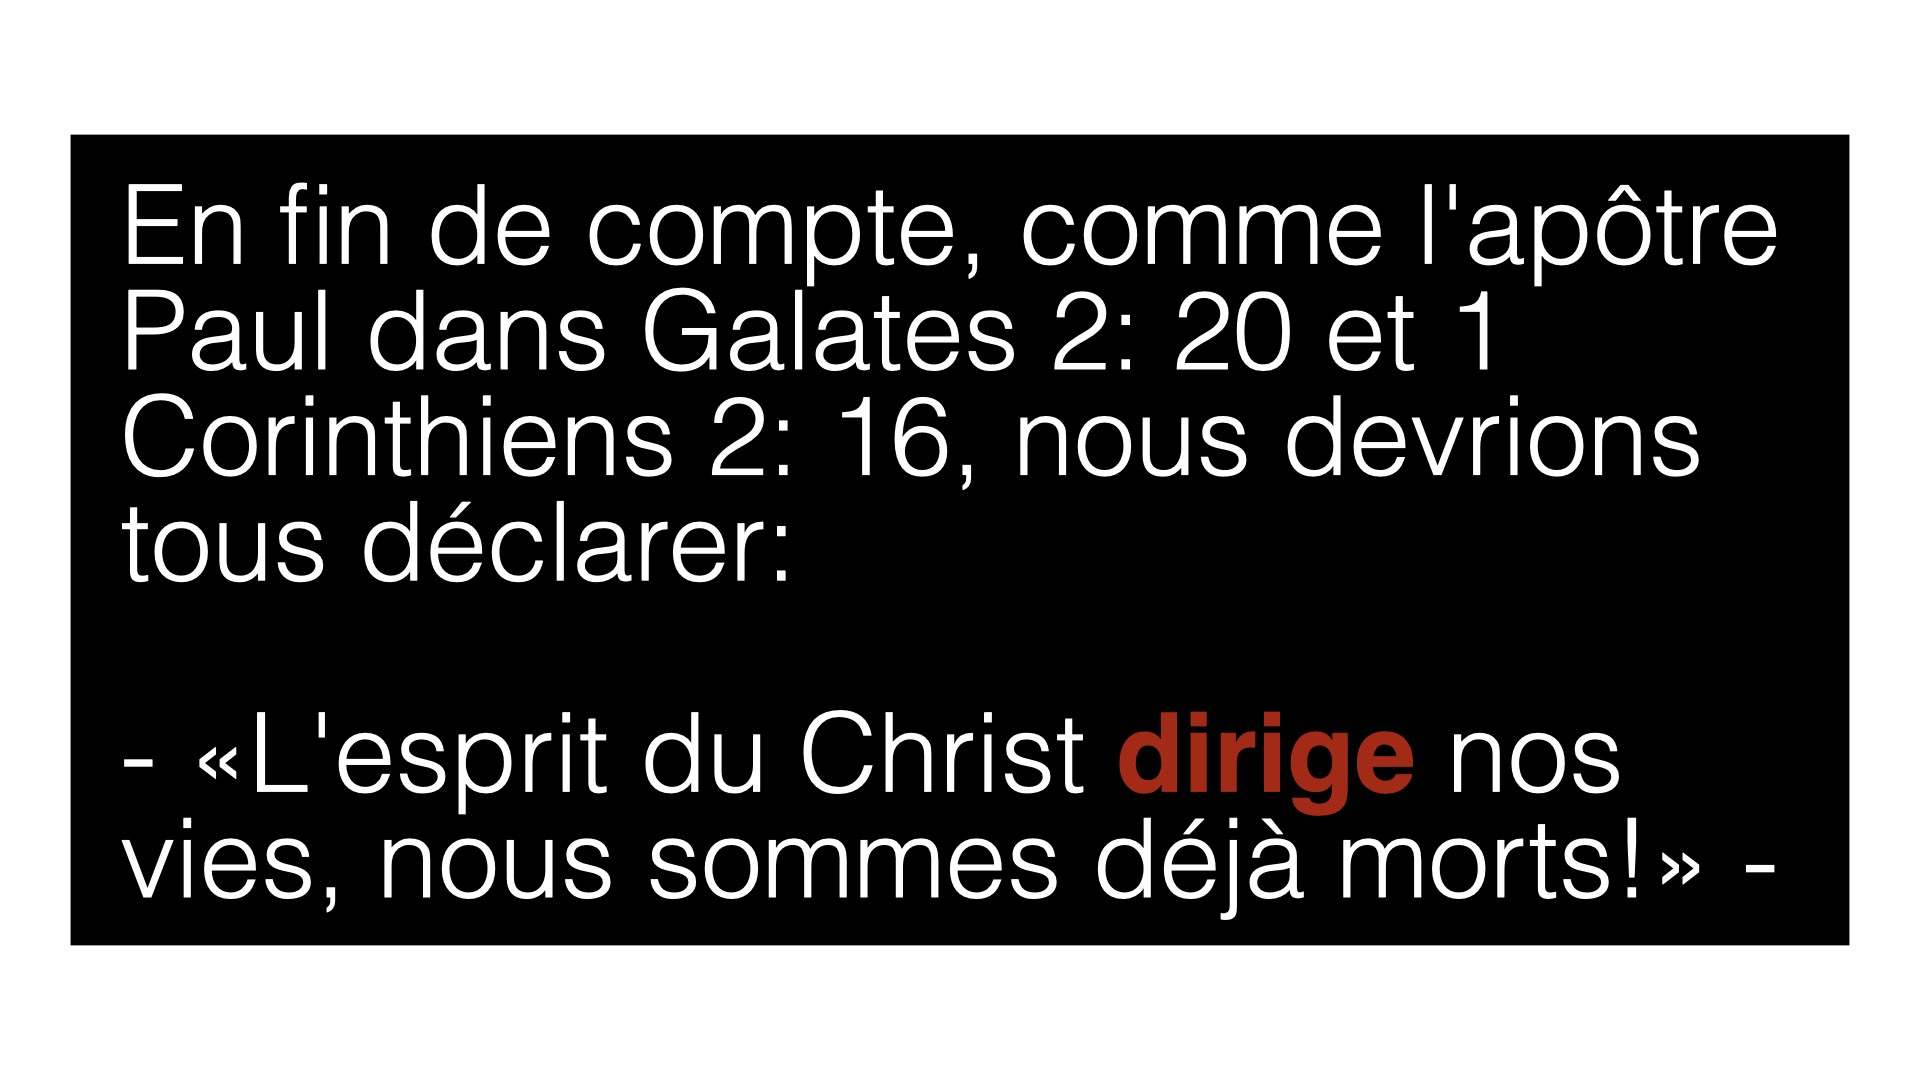 En fin de compte, comme l'apôtre
Paul dans Galates 2: 20 et 1
Corinthiens 2: 16, nous devrions
tous déclarer:
- «L'esprit du Christ dirige nos
vies, nous sommes déjà morts!» -